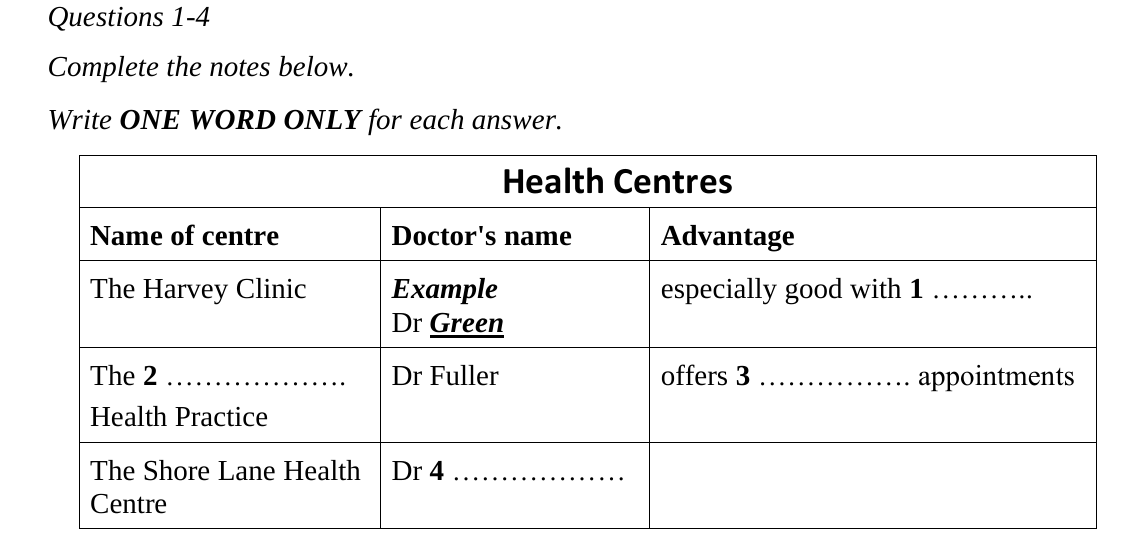 Questions 1-4
Complete the notes below.
Write ONE WORD ONLY for each answer.
Health Centres
Name of centre
Doctor's name
Advantage
The Harvey Clinic
Example
Dr Green
especially good with 1 ………..
The 2 ……………….
Health Practice
Dr Fuller
offers 3 ……………. appointments
The Shore Lane Health
Centre
Dr 4 ………………